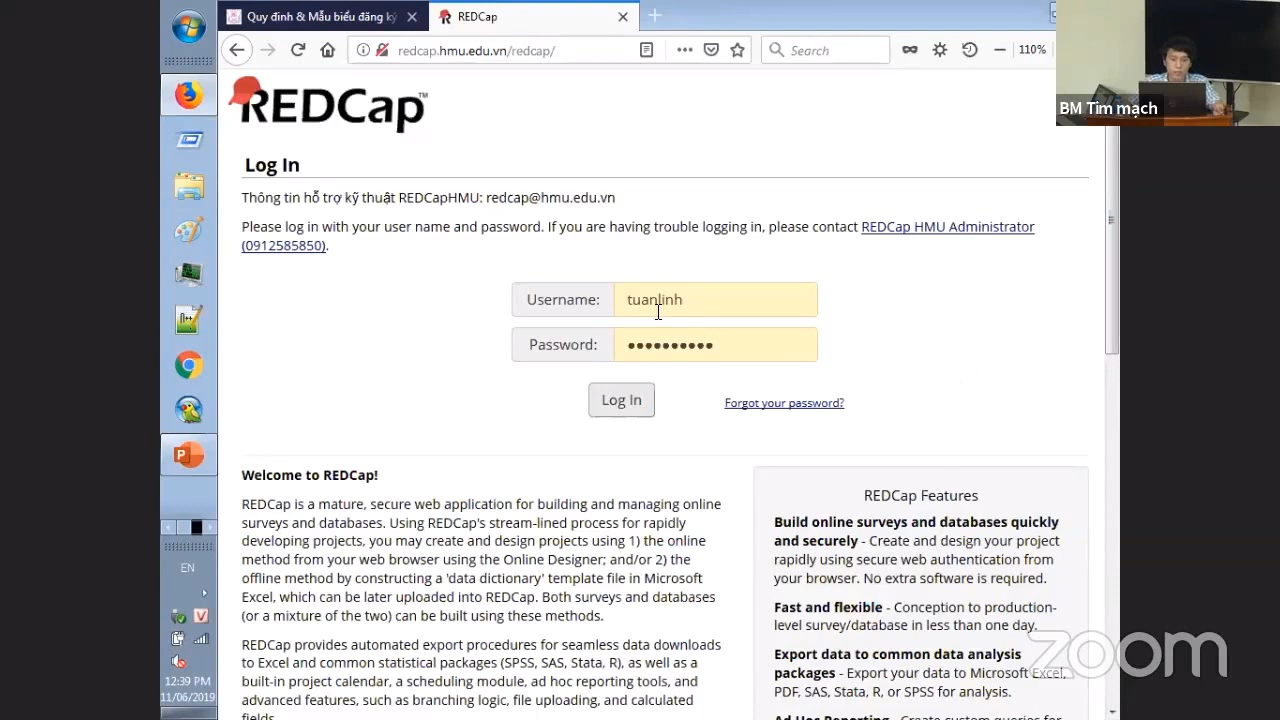 Quy đinh & Mẫu biểu đăng ký
REDCap
redcap.hmu.edu.vn/redcap/
Search
110%
BM Tim mạch
REDCap™
Log In
Thông tin hỗ trợ kỹ thuật REDCapHMU: redcap@hmu.edu.vn
Please log in with your user name and password. If you are having trouble logging in, please contact REDCap HMU Administrator
(0912585850).
Username: tuanlinh
Password: ••••••••••
Log In
Forgot your password?
Welcome to REDCap!
REDCap is a mature, secure web application for building and managing online
surveys and databases. Using REDCap's stream-lined process for rapidly
developing projects, you may create and design projects using 1) the online
method from your web browser using the Online Designer; and/or 2) the
offline method by constructing a 'data dictionary' template file in Microsoft
Excel, which can be later uploaded into REDCap. Both surveys and databases
(or a mixture of the two) can be built using these methods.
REDCap provides automated export procedures for seamless data downloads
to Excel and common statistical packages (SPSS, SAS, Stata, R), as well as a
built-in project calendar, a scheduling module, ad hoc reporting tools, and
advanced features, such as branching logic, file uploading, and calculated
fields.
REDCap Features
Build online surveys and databases quickly
and securely - Create and design your project
rapidly using secure web authentication from
your browser. No extra software is required.
Fast and flexible - Conception to production-
level survey/database in less than one day.
Export data to common data analysis
packages - Export your data to Microsoft Excel,
PDF, SAS, Stata, R, or SPSS for analysis.
Ad Hoc Reporting - Create custom queries for
zoom
EN
12:39 PM
11/06/2019